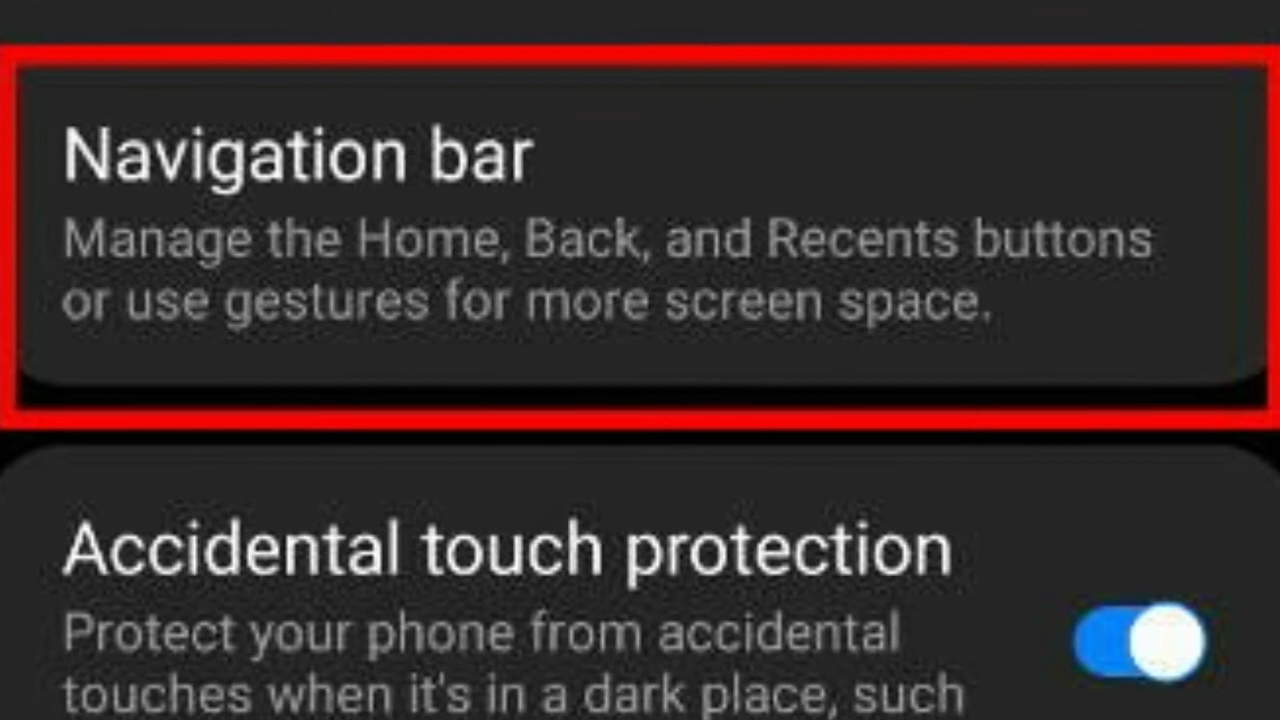 Navigation bar
Manage the Home, Back, and Recents buttons
or use gestures for more screen space.
Accidental touch protection
Protect your phone from accidental
touches when it's in a dark place, such